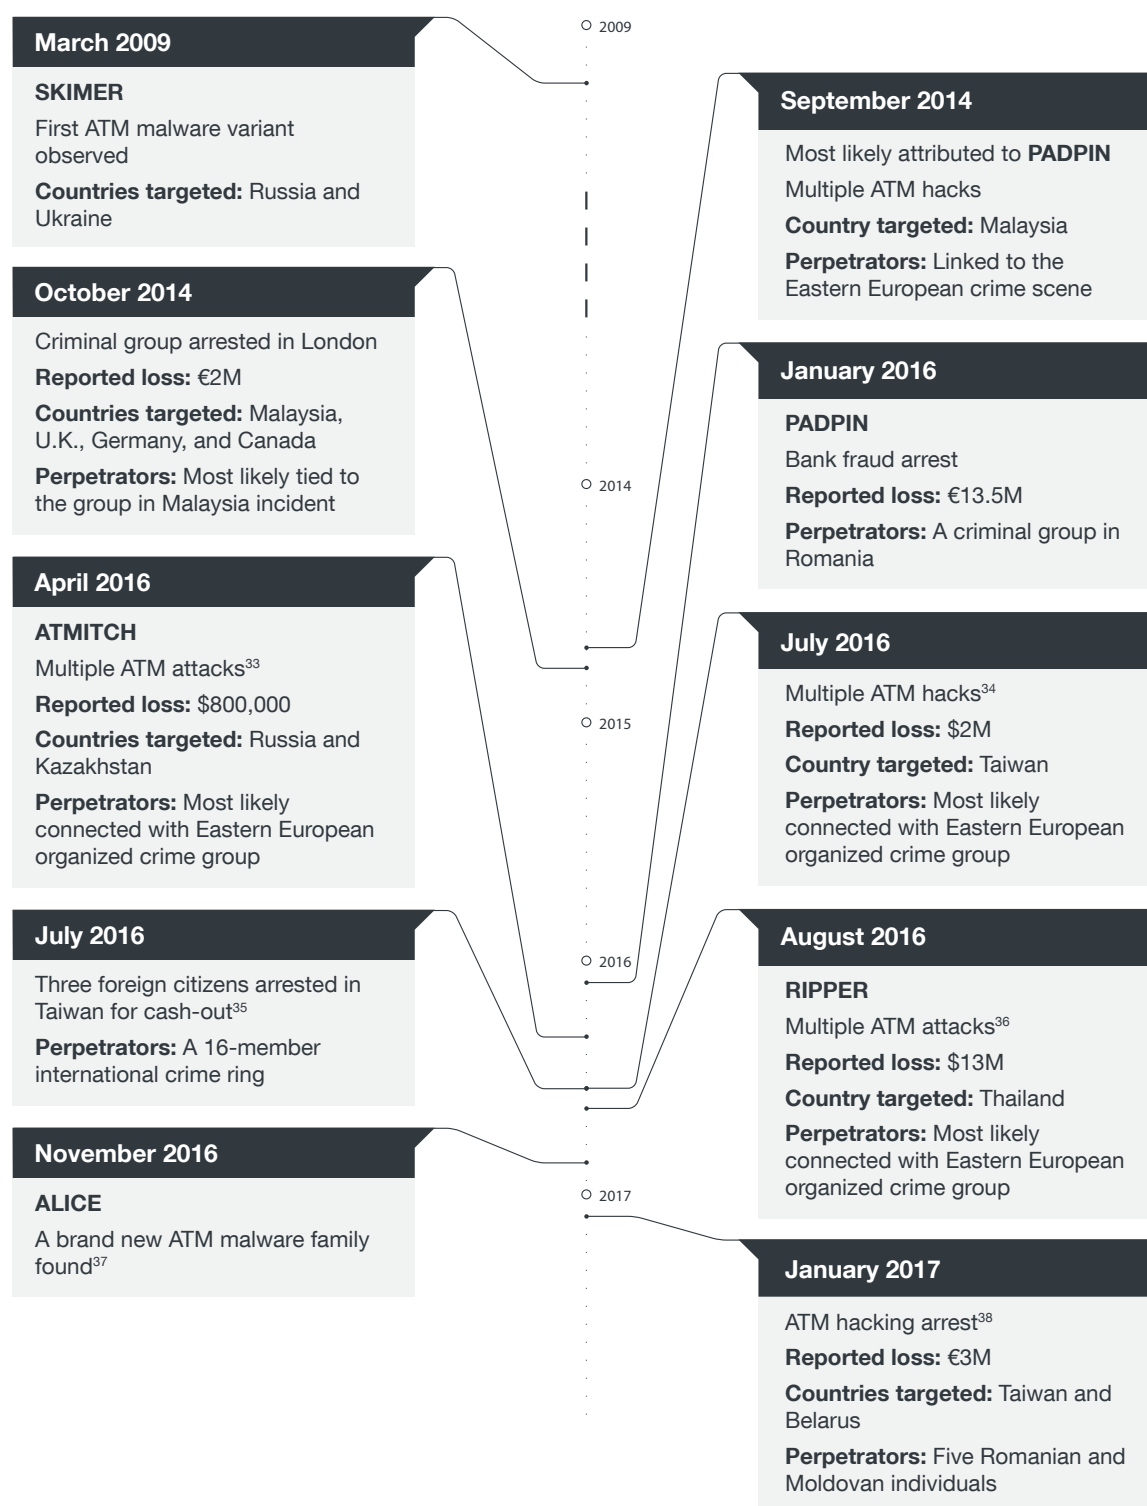 March 2009
SKIMER
First ATM malware variant
observed
Countries targeted: Russia and
Ukraine
October 2014
Criminal group arrested in London
Reported loss: €2M
Countries targeted: Malaysia,
U.K., Germany, and Canada
Perpetrators: Most likely tied to
the group in Malaysia incident
April 2016
ATMITCH
Multiple ATM attacks33
Reported loss: $800,000
Countries targeted: Russia and
Kazakhstan
Perpetrators: Most likely
connected with Eastern European
organized crime group
July 2016
Three foreign citizens arrested in
Taiwan for cash-out35
Perpetrators: A 16-member
international crime ring
November 2016
ALICE
A brand new ATM malware family
found37
2009
2014
2015
2016
2017
September 2014
Most likely attributed to PADPIN
Multiple ATM hacks
Country targeted: Malaysia
Perpetrators: Linked to the
Eastern European crime scene
January 2016
PADPIN
Bank fraud arrest
Reported loss: €13.5M
Perpetrators: A criminal group in
Romania
July 2016
Multiple ATM hacks34
Reported loss: $2M
Country targeted: Taiwan
Perpetrators: Most likely
connected with Eastern European
organized crime group
August 2016
RIPPER
Multiple ATM attacks36
Reported loss: $13M
Country targeted: Thailand
Perpetrators: Most likely
connected with Eastern European
organized crime group
January 2017
ATM hacking arrest38
Reported loss: €3M
Countries targeted: Taiwan and
Belarus
Perpetrators: Five Romanian and
Moldovan individuals